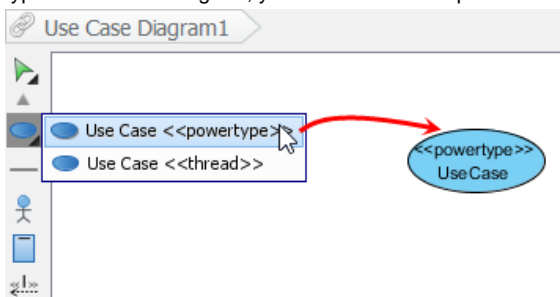 Use Case Diagram1
Use Case <<powertype>>
Use Case <<thread>>
<<powertype>>
UseCase